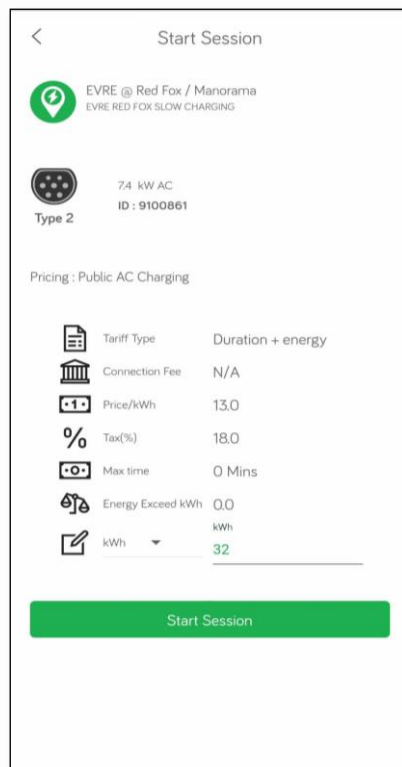 Start Session
EVRE @ Red Fox / Manorama
EVRE RED FOX SLOW CHARGING
7.4 kW AC
ID : 9100861
Type 2
Pricing : Public AC Charging
Tariff Type Duration + energy
Connection Fee N/A
Price/kWh 13.0
Tax(%) 18.0
Max time 0 Mins
Energy Exceed kWh 0.0
kWh
kWh 32
Start Session